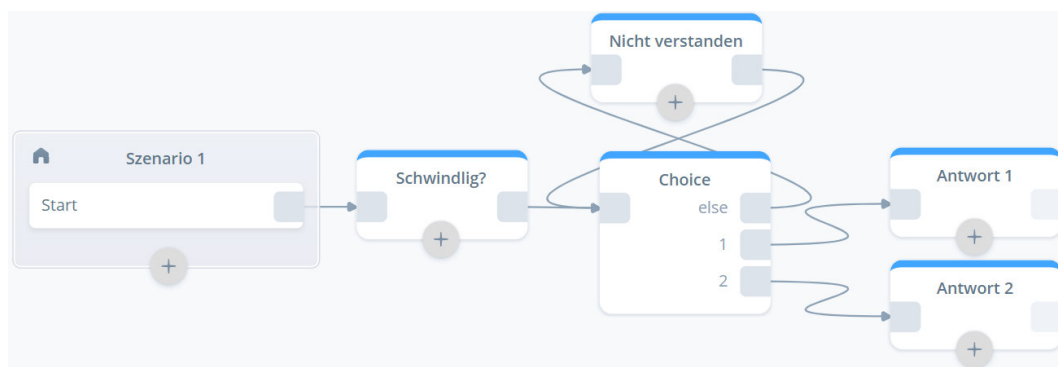 Nicht verstanden
Szenario 1
Start
Schwindlig?
Choice
else
1
2
Antwort 1
Antwort 2